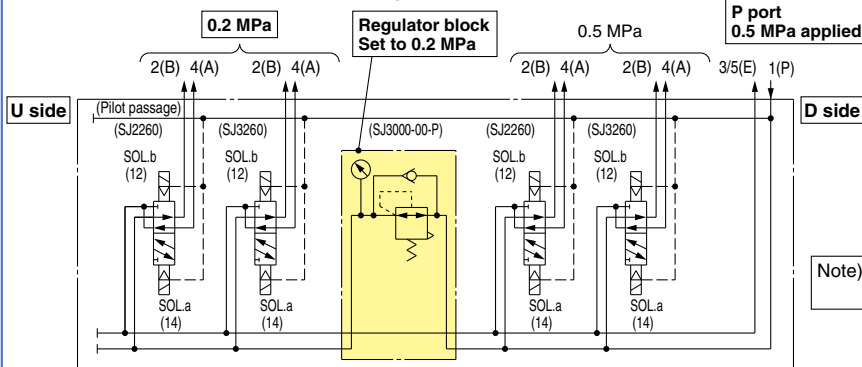 0.2 MPa
Regulator block
Set to 0.2 MPa
0.5 MPa
P port
0.5 MPa applied
2(B) 4(A)
2(B) 4(A)
2(B) 4(A)
2(B) 4(A)
3/5(E)
1(P)
U side
D side
(Pilot passage)
(SJ2260)
(SJ3260)
(SJ3000-00-P)
(SJ2260)
(SJ3260)
SOL.b
(12)
SOL.b
(12)
SOL.b
(12)
SOL.b
(12)
Note)
SOL.a
(14)
SOL.a
(14)
SOL.a
(14)
SOL.a
(14)